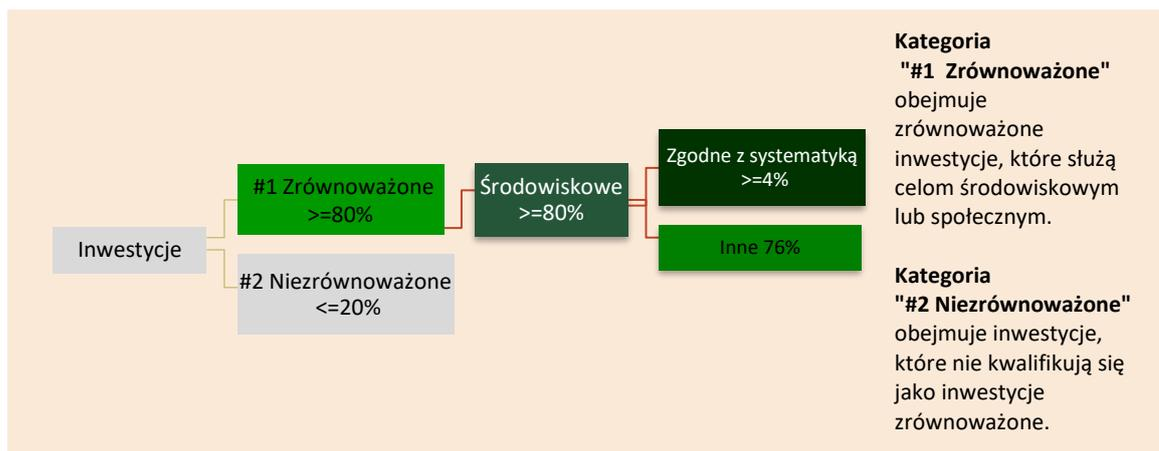 Inwestycje
#1 Zrównoważone
>=80%
#2 Niezrównoważone
<=20%
Środowiskowe
>=80%
Zgodne z systematyką
>=4%
Inne 76%
Kategoria
"#1 Zrównoważone"
obejmuje
zrównoważone
inwestycje, które służą
celom środowiskowym
lub społecznym.
Kategoria
"#2 Niezrównoważone"
obejmuje inwestycje,
które nie kwalifikują się
jako inwestycje
zrównoważone.